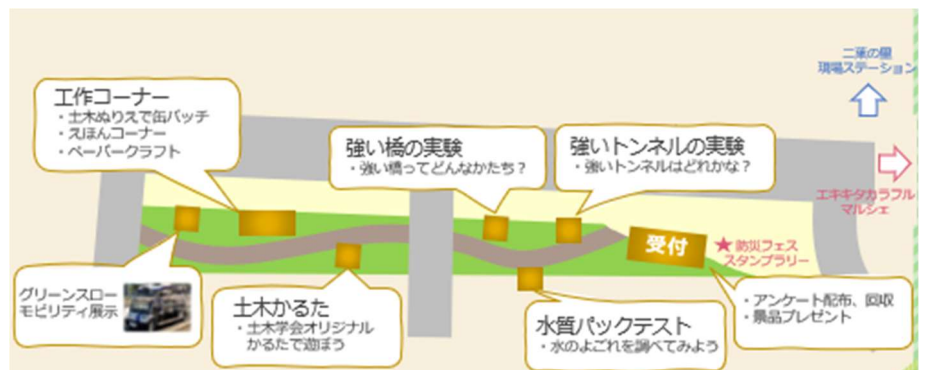 二葉の里
現場ステーション
工作コーナー
・土木ぬりえで缶バッチ
・えほんコーナー
・ペーパークラフト
強い橋の実験
・強い橋ってどんなかたち？
強いトンネルの実験
・強いトンネルはどれかな？
エキキタカラフル
マルシェ
受付
★防災フェス
スタンプラリー
グリーンスロー
モビリティ展示
土木かるた
・土木学会オリジナル
かるたで遊ぼう
水質パックテスト
・水のよごれを調べてみよう
・アンケート配布、回収
・景品プレゼント